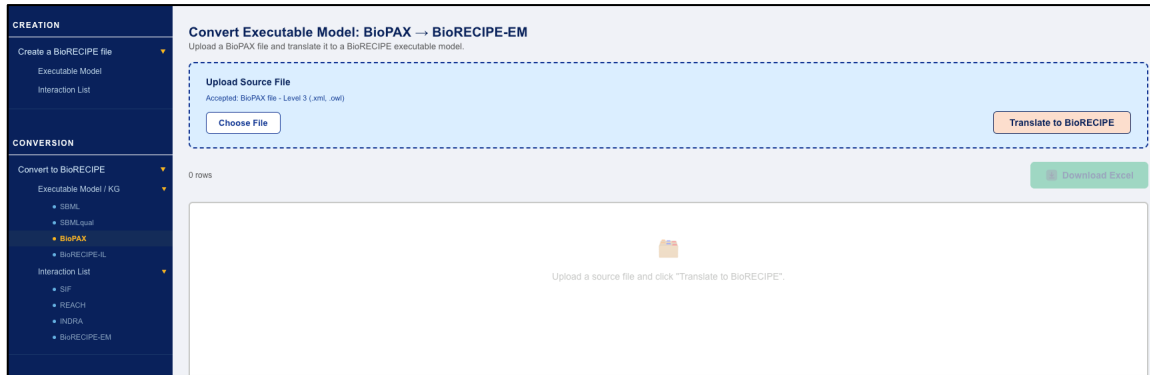 CREATION
Create a BioRECIPE file
Executable Model
Interaction List
CONVERSION
Convert to BioRECIPE
Executable Model / KG
SBML
SBMLqual
BioPAX
BioRECIPE-IL
Interaction List
SIF
REACH
INDRA
BioRECIPE-EM
Convert Executable Model: BioPAX → BioRECIPE-EM
Upload a BioPAX file and translate it to a BioRECIPE executable model.
Upload Source File
Accepted: BioPAX file - Level 3 (.xml, .owl)
Choose File
Translate to BioRECIPE
0 rows
Download Excel
Upload a source file and click "Translate to BioRECIPE".